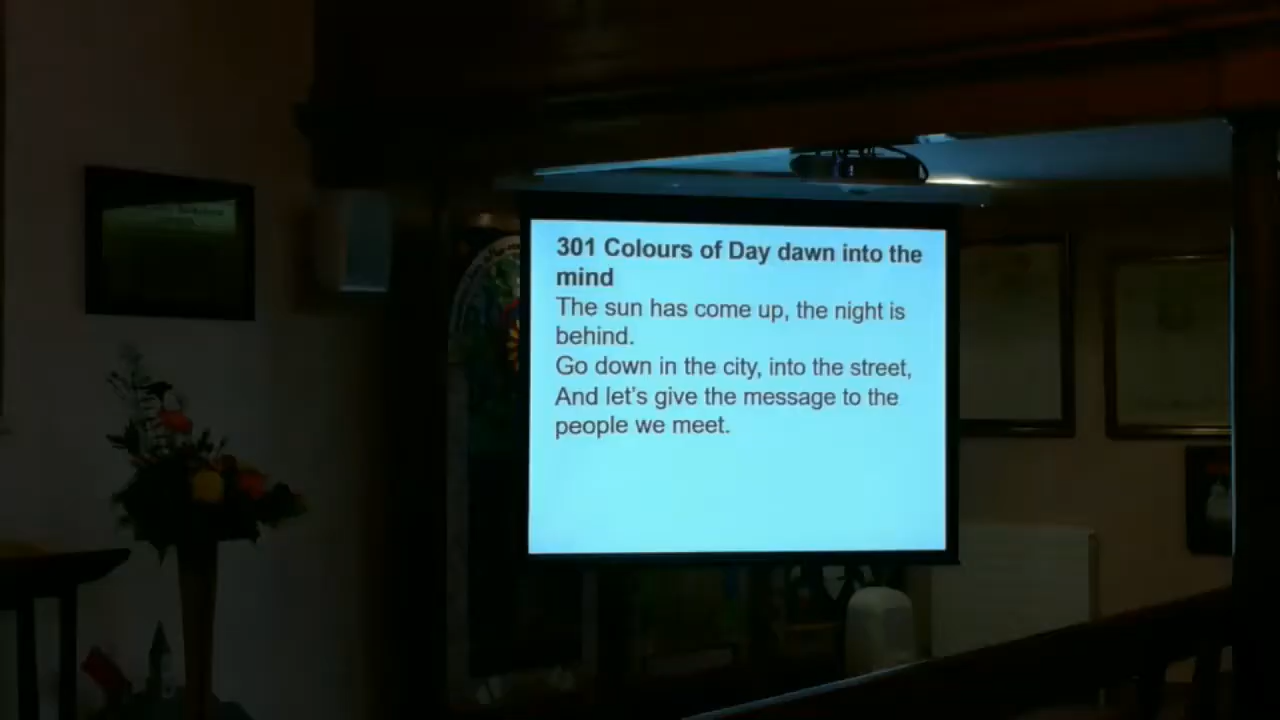 301 Colours of Day dawn into the
mind
The sun has come up, the night is
behind.
Go down in the city, into the street,
And let's give the message to the
people we meet.